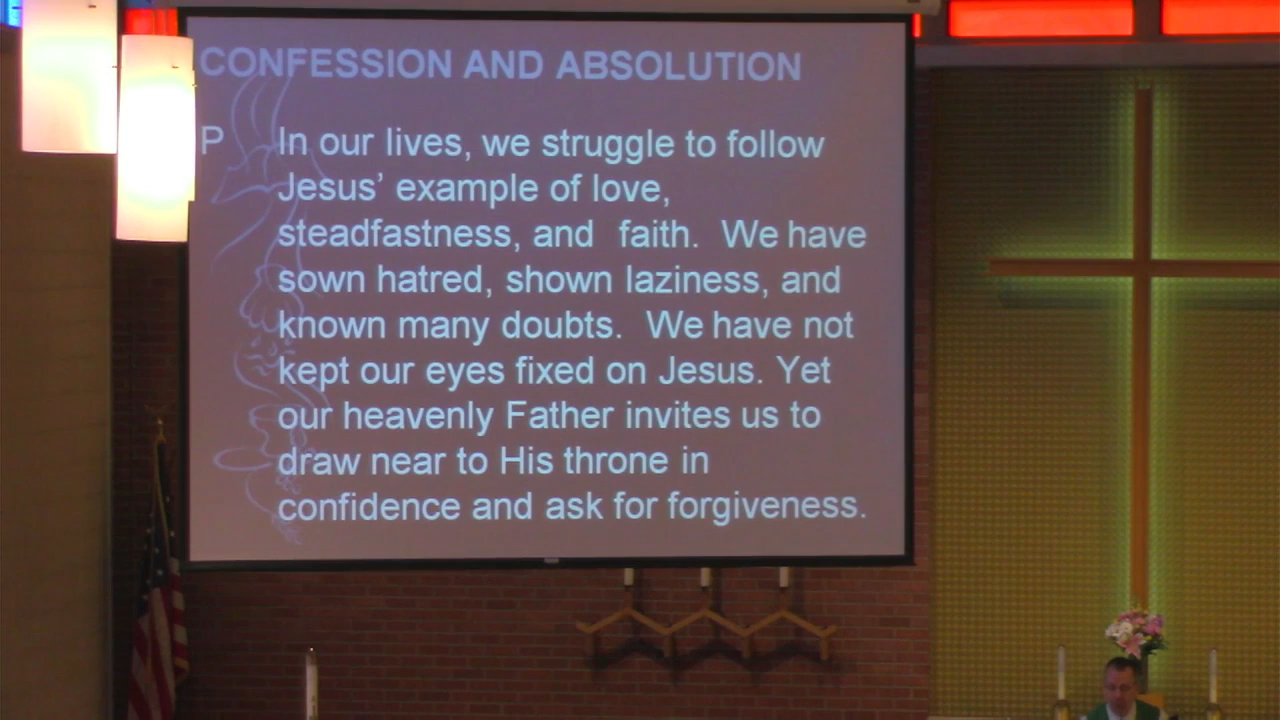 CONFESSION AND ABSOLUTION
P In our lives, we struggle to follow
Jesus’ example of love,
steadfastness, and faith. We have
sown hatred, shown laziness, and
known many doubts. We have not
kept our eyes fixed on Jesus. Yet
our heavenly Father invites us to
draw near to His throne in
confidence and ask for forgiveness.